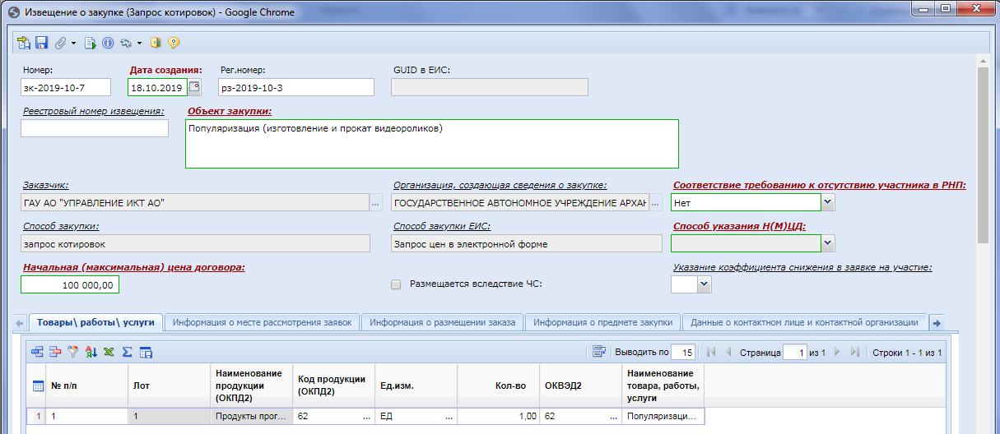 Извещение о закупке (Запрос котировок) - Google Chrome
Номер: Дата создания: Рег.номер: GUID в ЕИС:
зк-2019-10-7 18.10.2019 рз-2019-10-3
Реестровый номер извещения: Объект закупки:
Популяризация (изготовление и прокат видеороликов)
Заказчик: Организация, создающая сведения о закупке: Соответствие требованию к отсутствию участника в РНП:
ГАУ АО "УПРАВЛЕНИЕ ИКТ АО" ... ГОСУДАРСТВЕННОЕ АВТОНОМНОЕ УЧРЕЖДЕНИЕ АРХАН ... Нет
Способ закупки: Способ закупки ЕИС: Способ указания Н(М)ЦД:
запрос котировок Запрос цен в электронной форме
Начальная (максимальная) цена договора: Указание коэффициента снижения в заявке на участие:
100 000,00 Размещается вследствие ЧС:
Товары\ работы\ услуги Информация о месте рассмотрения заявок Информация о размещении заказа Информация о предмете закупки Данные о контактном лице и контактной организации
Выводить по 15 Страница 1 из 1 Строки 1 - 1 из 1
№ п/п Лот Наименование продукции (ОКПД2) Код продукции (ОКПД2) Ед.изм. Кол-во ОКВЭД2 Наименование товара, работы, услуги
1 1 1 Продукты прог... 62 ... ЕД ... 1,00 62 ... Популяризаци...